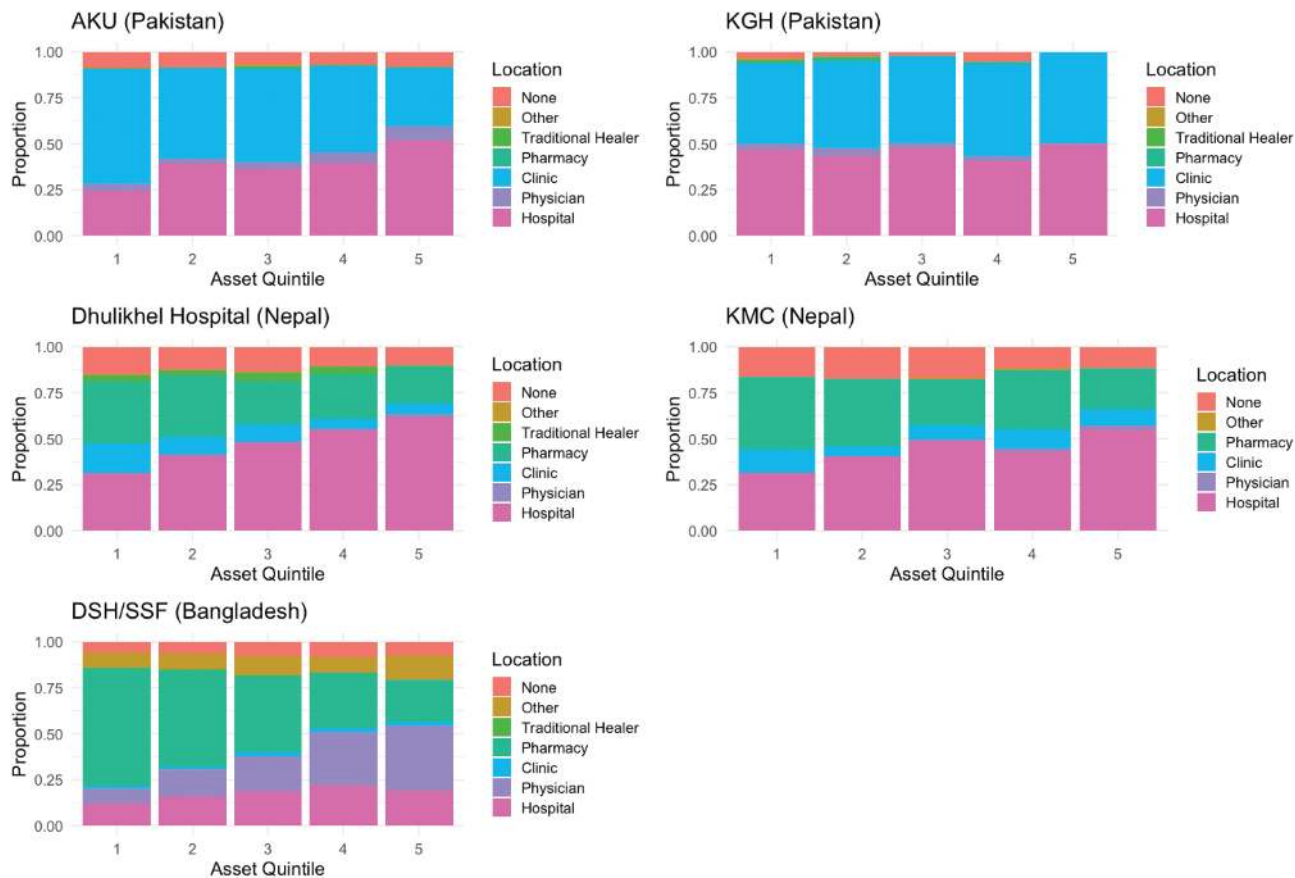 AKU (Pakistan)
1.00
0.75
0.50
0.25
0.00
Proportion
1 2 3 4 5
Asset Quintile
Location
None
Other
Traditional Healer
Pharmacy
Clinic
Physician
Hospital
KGH (Pakistan)
1.00
0.75
0.50
0.25
0.00
Proportion
1 2 3 4 5
Asset Quintile
Location
None
Other
Traditional Healer
Pharmacy
Clinic
Physician
Hospital
Dhulikhel Hospital (Nepal)
1.00
0.75
0.50
0.25
0.00
Proportion
1 2 3 4 5
Asset Quintile
Location
None
Other
Traditional Healer
Pharmacy
Clinic
Physician
Hospital
KMC (Nepal)
1.00
0.75
0.50
0.25
0.00
Proportion
1 2 3 4 5
Asset Quintile
Location
None
Other
Pharmacy
Clinic
Physician
Hospital
DSH/SSF (Bangladesh)
1.00
0.75
0.50
0.25
0.00
Proportion
1 2 3 4 5
Asset Quintile
Location
None
Other
Traditional Healer
Pharmacy
Clinic
Physician
Hospital